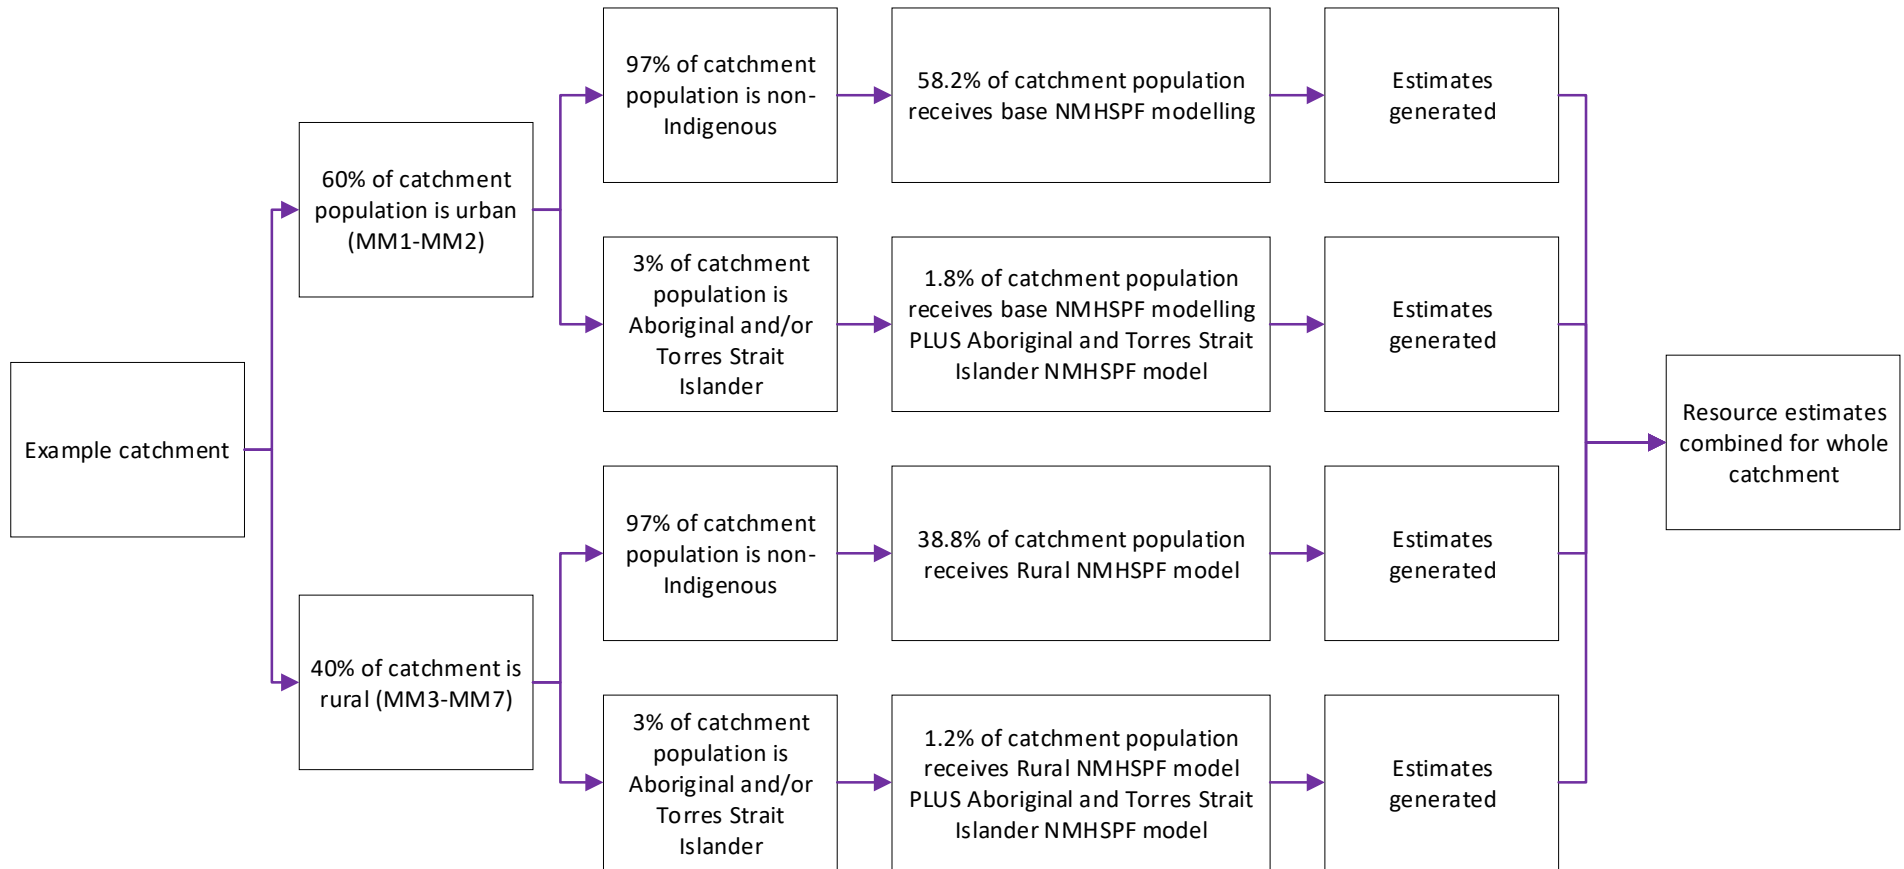 Example catchment
60% of catchment
population is urban
(MM1-MM2)
40% of catchment is
rural (MM3-MM7)
97% of catchment
population is non-
Indigenous
3% of catchment
population is
Aboriginal and/or
Torres Strait
Islander
97% of catchment
population is non-
Indigenous
3% of catchment
population is
Aboriginal and/or
Torres Strait
Islander
58.2% of catchment population
receives base NMHSPF modelling
1.8% of catchment population
receives base NMHSPF modelling
PLUS Aboriginal and Torres Strait
Islander NMHSPF model
38.8% of catchment population
receives Rural NMHSPF model
1.2% of catchment population
receives Rural NMHSPF model
PLUS Aboriginal and Torres Strait
Islander NMHSPF model
Estimates
generated
Estimates
generated
Estimates
generated
Estimates
generated
Resource estimates
combined for whole
catchment